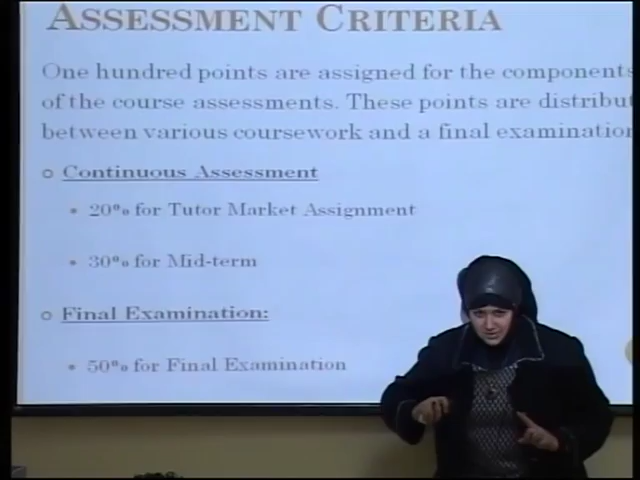 ASSESSMENT CRITERIA
One hundred points are assigned for the components
of the course assessments. These points are distribut
between various coursework and a final examination
Continuous Assessment
20% for Tutor Market Assignment
30% for Mid-term
Final Examination:
50% for Final Examination